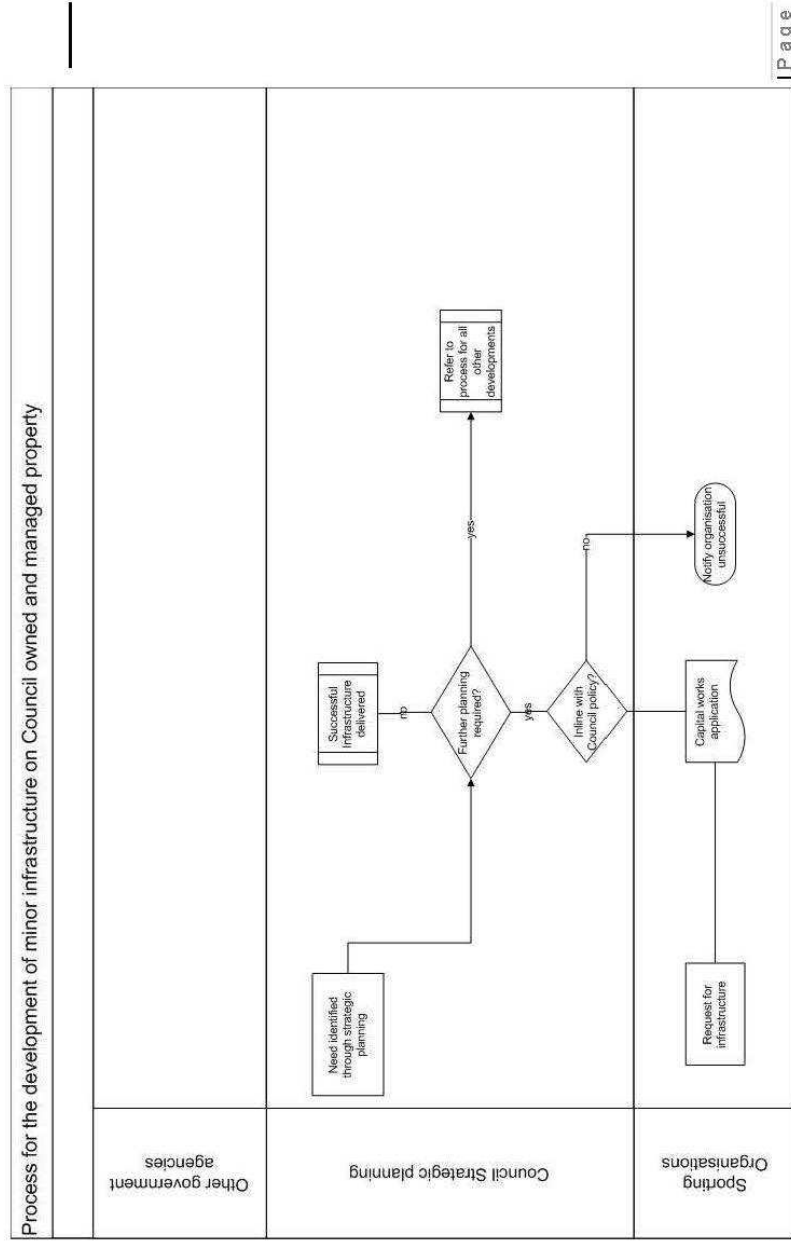 Process for the development of minor infrastructure on Council owned and managed property
Other government
agencies
Council Strategic planning
Need identified
through strategic
planning
Successful
Infrastructure
delivered
no
Further planning
required?
yes
Refer to
process for all
other
developments
yes
Inline with
Council policy?
no
Sporting
Organisations
Request for
infrastructure
Capital works
application
Notify organisation
unsuccessful
| P a g e